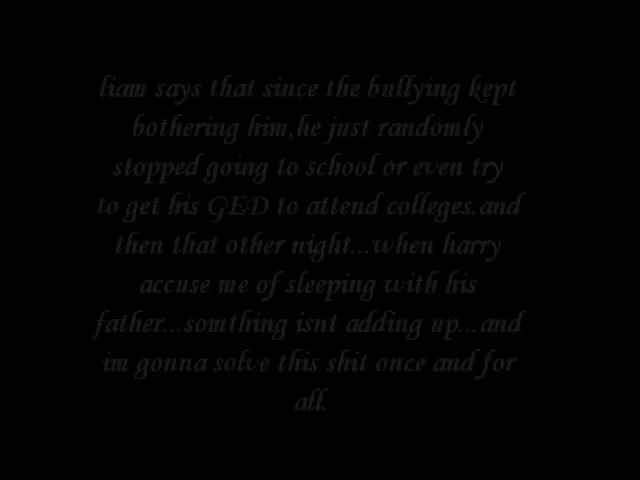 liam says that since the bullying kept
bothering him,he just randomly
stopped going to school or even try
to get his GED to attend colleges.and
then that other night...when harry
accuse me of sleeping with his
father...somthing isnt adding up...and
im gonna solve this shit once and for
all.